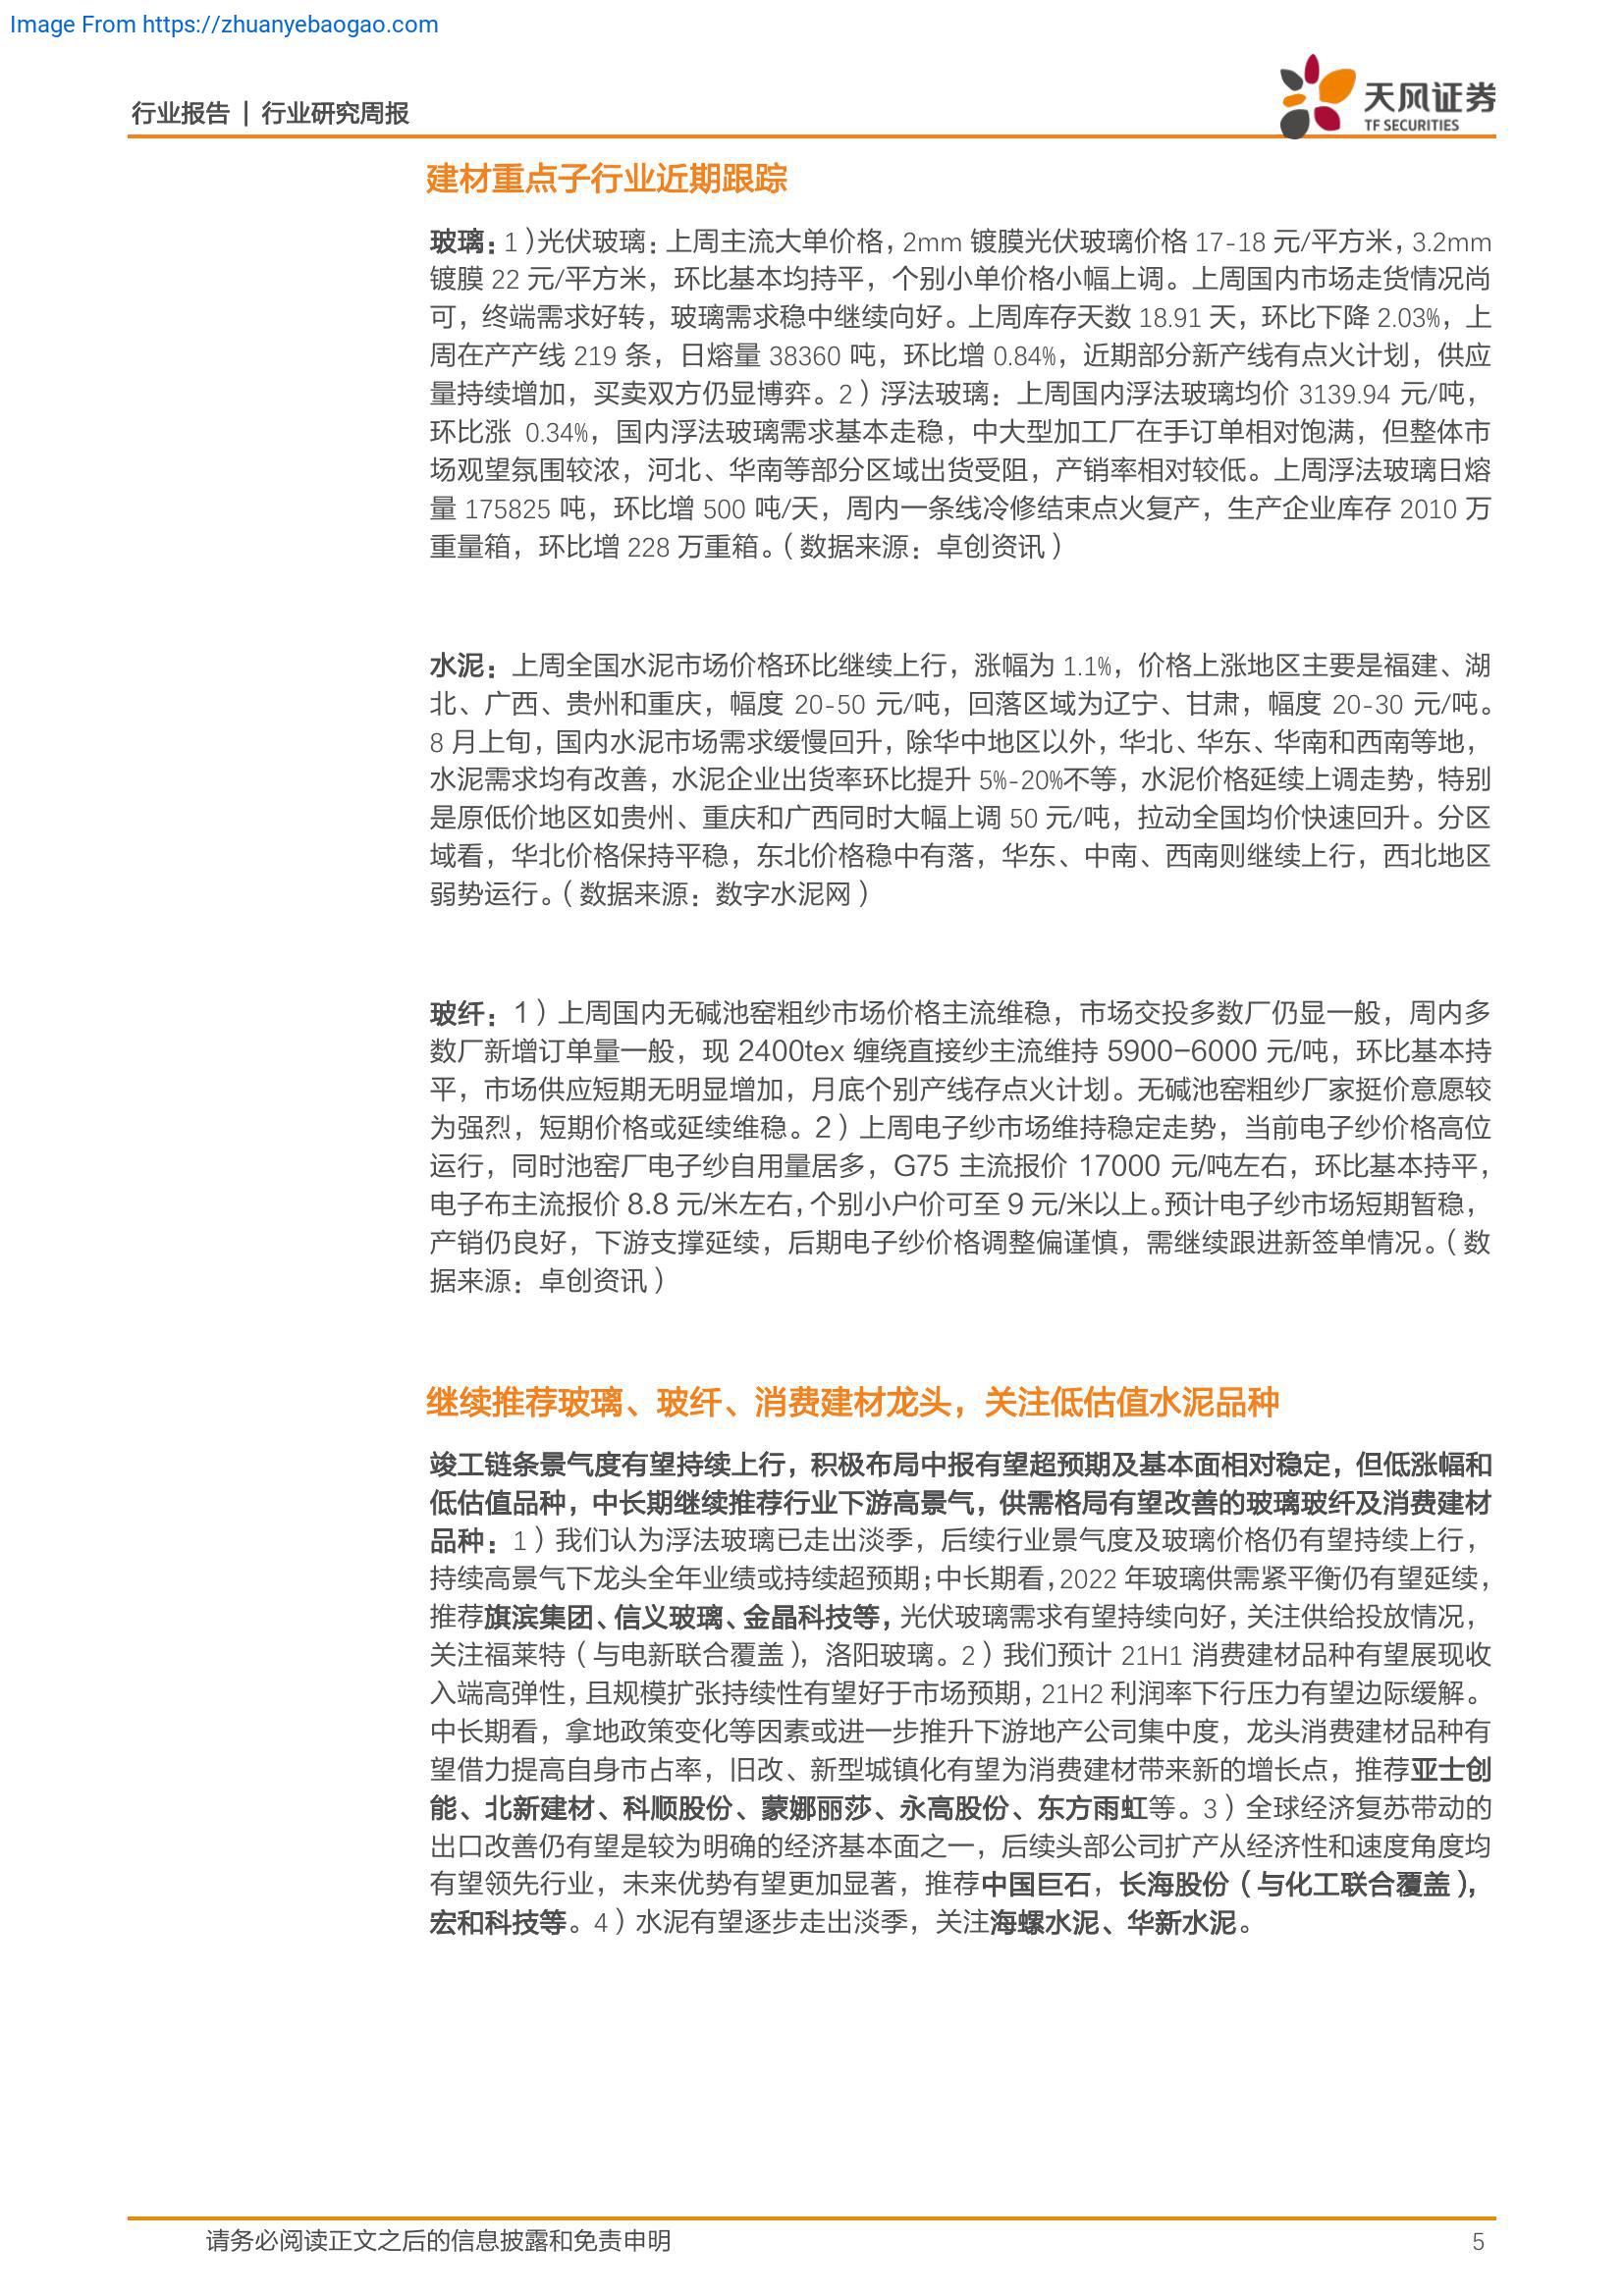 Image From https://zhuanyebaogao.com
行业报告 | 行业研究周报
天风证券
TF SECURITIES
建材重点子行业近期跟踪
玻璃：1）光伏玻璃：上周主流大单价格，2mm 镀膜光伏玻璃价格 17-18 元/平方米，3.2mm
镀膜 22 元/平方米，环比基本均持平，个别小单价格小幅上调。上周国内市场走货情况尚
可，终端需求好转，玻璃需求稳中继续向好。上周库存天数 18.91 天，环比下降 2.03%，上
周在产产线 219 条，日熔量 38360 吨，环比增 0.84%，近期部分新产线有点火计划，供应
量持续增加，买卖双方仍显博弈。2）浮法玻璃：上周国内浮法玻璃均价 3139.94 元/吨，
环比涨 0.34%，国内浮法玻璃需求基本走稳，中大型加工厂在手订单相对饱满，但整体市
场观望氛围较浓，河北、华南等部分区域出货受阻，产销率相对较低。上周浮法玻璃日熔
量 175825 吨，环比增 500 吨/天，周内一条线冷修结束点火复产，生产企业库存 2010 万
重量箱，环比增 228 万重箱。（数据来源：卓创资讯）
水泥：上周全国水泥市场价格环比继续上行，涨幅为 1.1%，价格上涨地区主要是福建、湖
北、广西、贵州和重庆，幅度 20-50 元/吨，回落区域为辽宁、甘肃，幅度 20-30 元/吨。
8 月上旬，国内水泥市场需求缓慢回升，除华中地区以外，华北、华东、华南和西南等地，
水泥需求均有改善，水泥企业出货率环比提升 5%-20%不等，水泥价格延续上调走势，特别
是原低价地区如贵州、重庆和广西同时大幅上调 50 元/吨，拉动全国均价快速回升。分区
域看，华北价格保持平稳，东北价格稳中有落，华东、中南、西南则继续上行，西北地区
弱势运行。（数据来源：数字水泥网）
玻纤：1）上周国内无碱池窑粗纱市场价格主流维稳，市场交投多数厂仍显一般，周内多
数厂新增订单量一般，现 2400tex 缠绕直接纱主流维持 5900-6000 元/吨，环比基本持
平，市场供应短期无明显增加，月底个别产线存点火计划。无碱池窑粗纱厂家挺价意愿较
为强烈，短期价格或延续维稳。2）上周电子纱市场维持稳定走势，当前电子纱价格高位
运行，同时池窑厂电子纱自用量居多，G75 主流报价 17000 元/吨左右，环比基本持平，
电子布主流报价 8.8 元/米左右，个别小户价可至 9 元/米以上。预计电子纱市场短期暂稳，
产销仍良好，下游支撑延续，后期电子纱价格调整偏谨慎，需继续跟进新签单情况。（数
据来源：卓创资讯）
继续推荐玻璃、玻纤、消费建材龙头，关注低估值水泥品种
竣工链条景气度有望持续上行，积极布局中报有望超预期及基本面相对稳定，但低涨幅和
低估值品种，中长期继续推荐行业下游高景气，供需格局有望改善的玻璃玻纤及消费建材
品种：1）我们认为浮法玻璃已走出淡季，后续行业景气度及玻璃价格仍有望持续上行，
持续高景气下龙头全年业绩或持续超预期；中长期看，2022 年玻璃供需紧平衡仍有望延续，
推荐旗滨集团、信义玻璃、金晶科技等，光伏玻璃需求有望持续向好，关注供给投放情况，
关注福莱特（与电新联合覆盖），洛阳玻璃。2）我们预计 21H1 消费建材品种有望展现收
入端高弹性，且规模扩张持续性有望好于市场预期，21H2 利润率下行压力有望边际缓解。
中长期看，拿地政策变化等因素或进一步推升下游地产公司集中度，龙头消费建材品种有
望借力提高自身市占率，旧改、新型城镇化有望为消费建材带来新的增长点，推荐亚士创
能、北新建材、科顺股份、蒙娜丽莎、永高股份、东方雨虹等。3）全球经济复苏带动的
出口改善仍有望是较为明确的经济基本面之一，后续头部公司扩产从经济性和速度角度均
有望领先行业，未来优势有望更加显著，推荐中国巨石，长海股份（与化工联合覆盖），
宏和科技等。4）水泥有望逐步走出淡季，关注海螺水泥、华新水泥。
请务必阅读正文之后的信息披露和免责申明
5